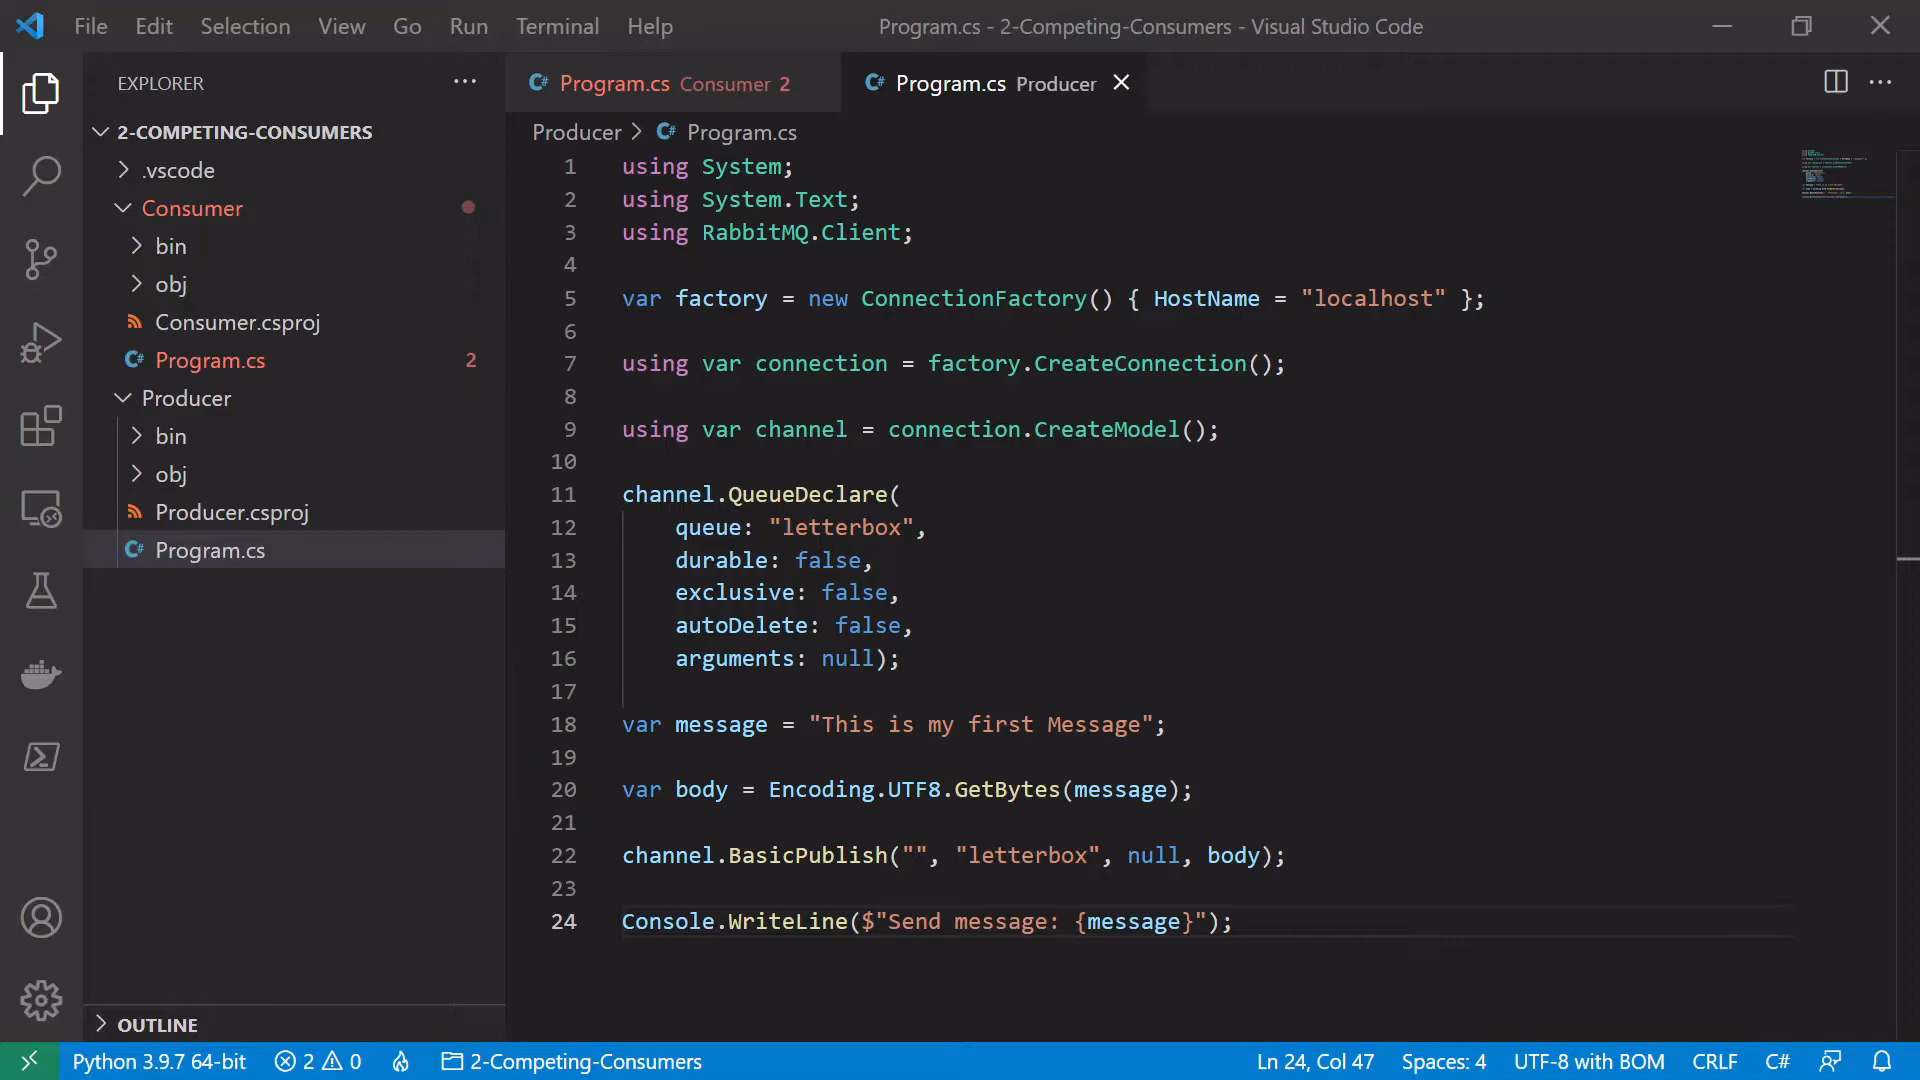 File Edit Selection View Go Run Terminal Help
Program.cs - 2-Competing-Consumers - Visual Studio Code
EXPLORER
2-COMPETING-CONSUMERS
.vscode
Consumer
bin
obj
Consumer.csproj
Program.cs 2
Producer
bin
obj
Producer.csproj
Program.cs
OUTLINE
Program.cs Consumer 2
Program.cs Producer
Producer > Program.cs
1 using System;
2 using System.Text;
3 using RabbitMQ.Client;
4
5 var factory = new ConnectionFactory() { HostName = "localhost" };
6
7 using var connection = factory.CreateConnection();
8
9 using var channel = connection.CreateModel();
10
11 channel.QueueDeclare(
12 queue: "letterbox",
13 durable: false,
14 exclusive: false,
15 autoDelete: false,
16 arguments: null);
17
18 var message = "This is my first Message";
19
20 var body = Encoding.UTF8.GetBytes(message);
21
22 channel.BasicPublish("", "letterbox", null, body);
23
24 Console.WriteLine($"Send message: {message}");
Python 3.9.7 64-bit 2 0 2-Competing-Consumers
Ln 24, Col 47 Spaces: 4 UTF-8 with BOM CRLF C#